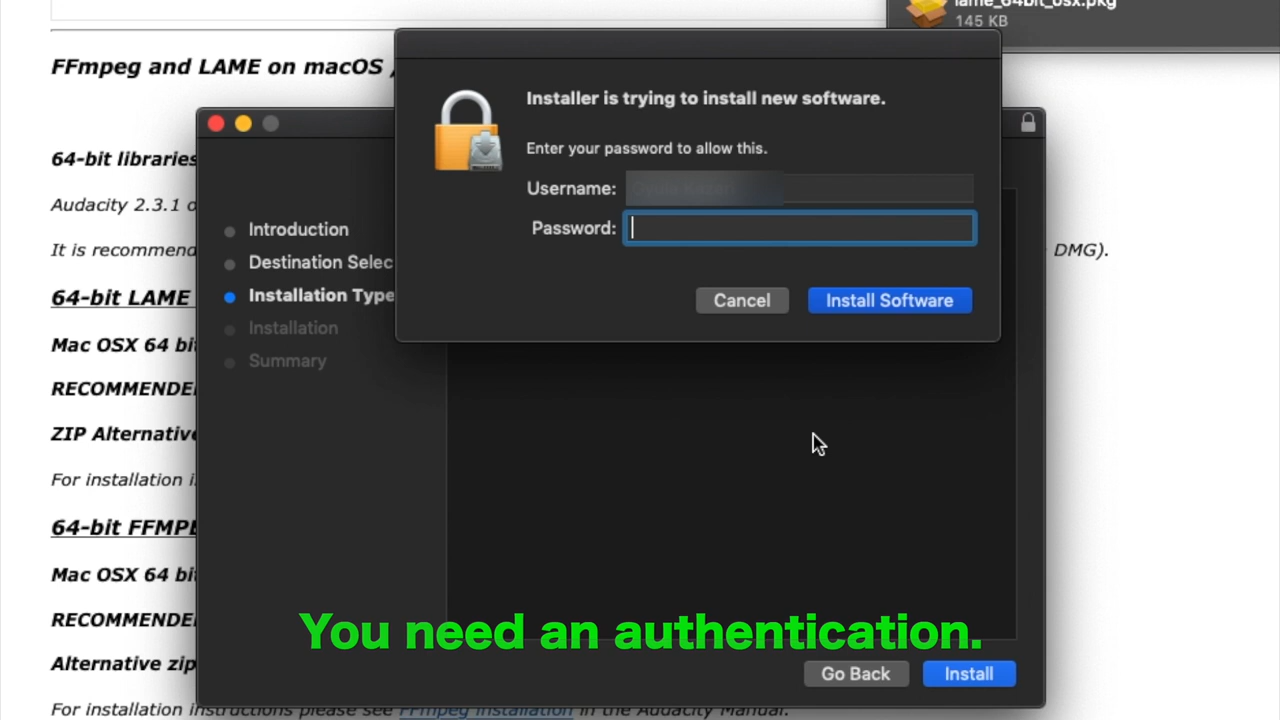 lame_64bit_osx.pkg
145 KB
FFmpeg and LAME on macOS
Installer is trying to install new software.
Enter your password to allow this.
Username:
Password:
Cancel
Install Software
64-bit libraries
Audacity 2.3.1
It is recommen
DMG).
64-bit LAME
Mac OSX 64 bi
RECOMMENDE
ZIP Alternative
For installation i
64-bit FFMPE
Mac OSX 64 bi
RECOMMENDE
Alternative zip
Introduction
Destination Selec
Installation Type
Installation
Summary
You need an authentication.
Go Back
Install
For installation instructions please see FFmpeg Installation in the Audacity Manual.